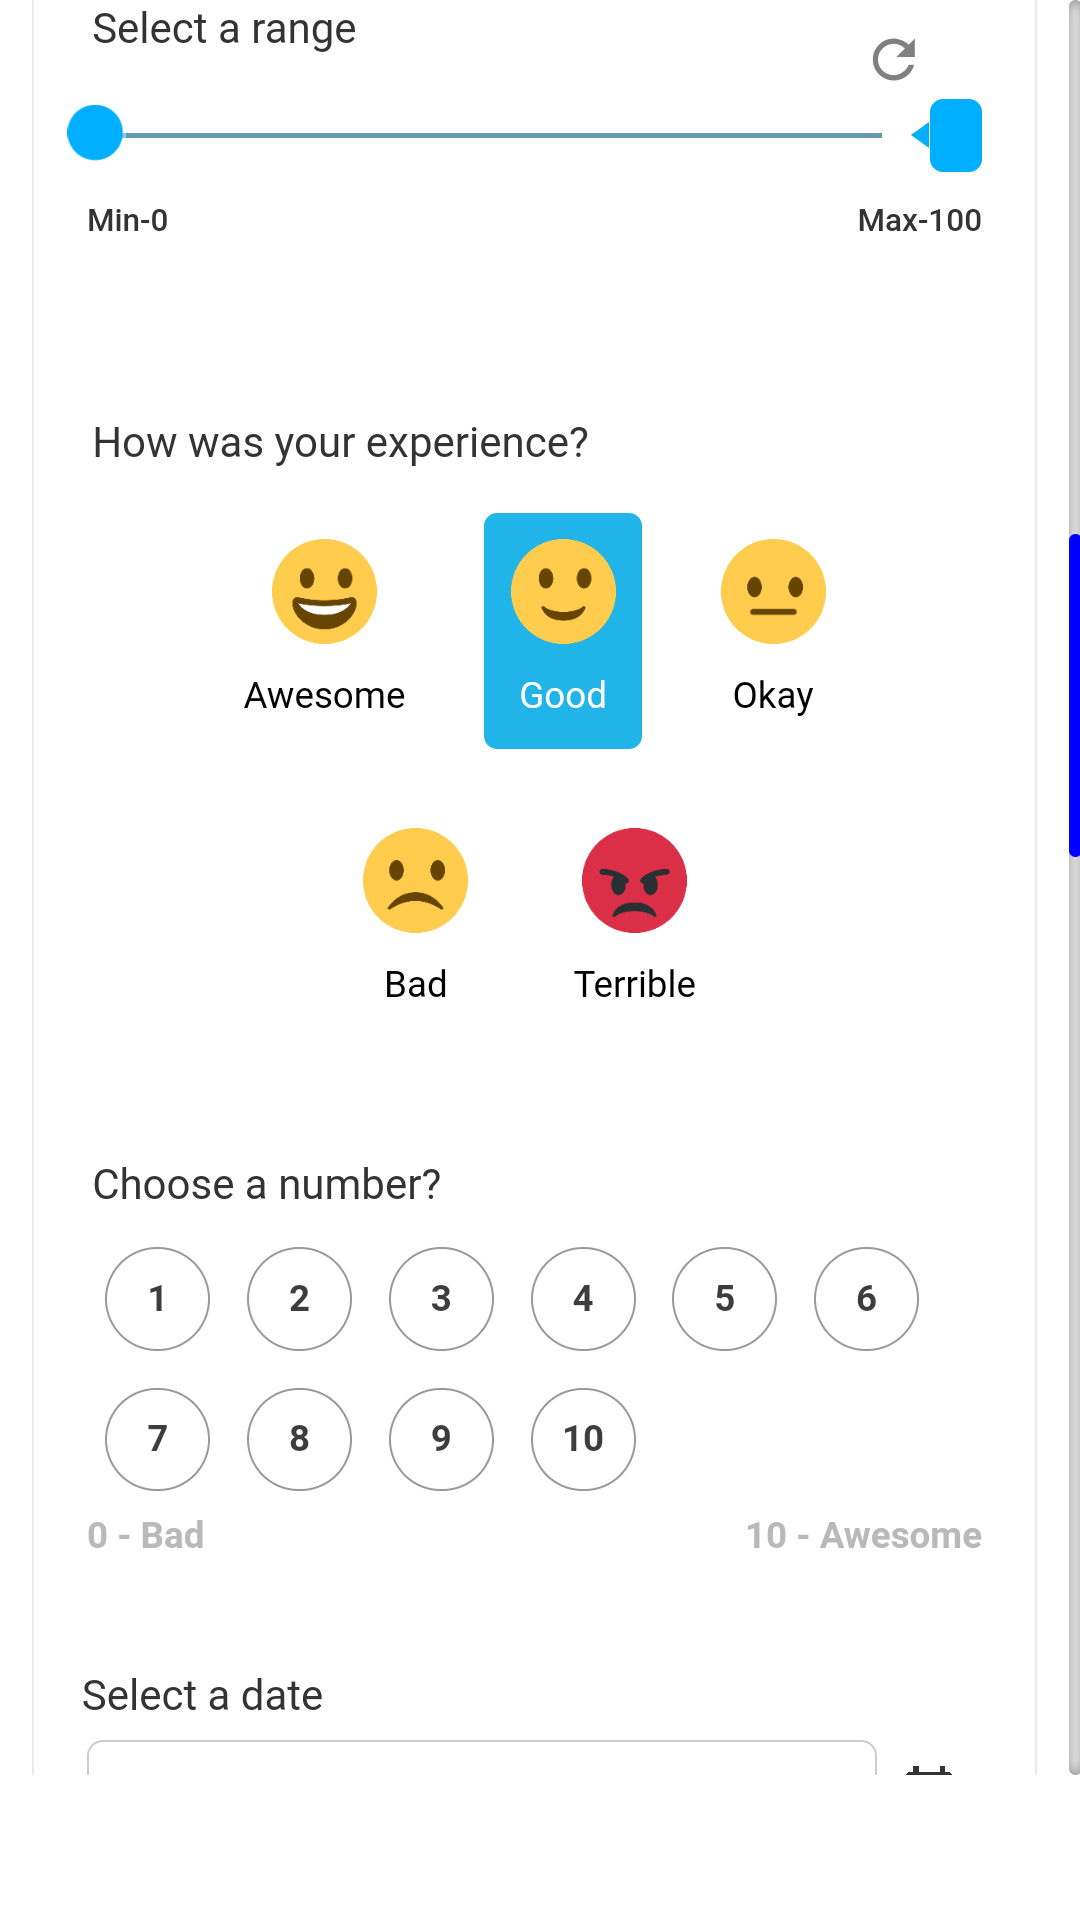 Select a range
Min-0 Max-100
How was your experience?
Awesome Good Okay
Bad Terrible
Choose a number?
1 2 3 4 5 6
7 8 9 10
0 - Bad 10 - Awesome
Select a date